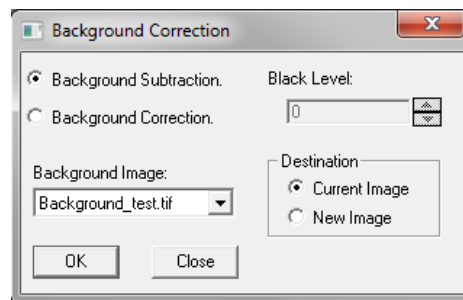 Background Correction
Background Subtraction.
Background Correction.
Black Level:
0
Background Image:
Background_test.tif
Destination
Current Image
New Image
OK
Close